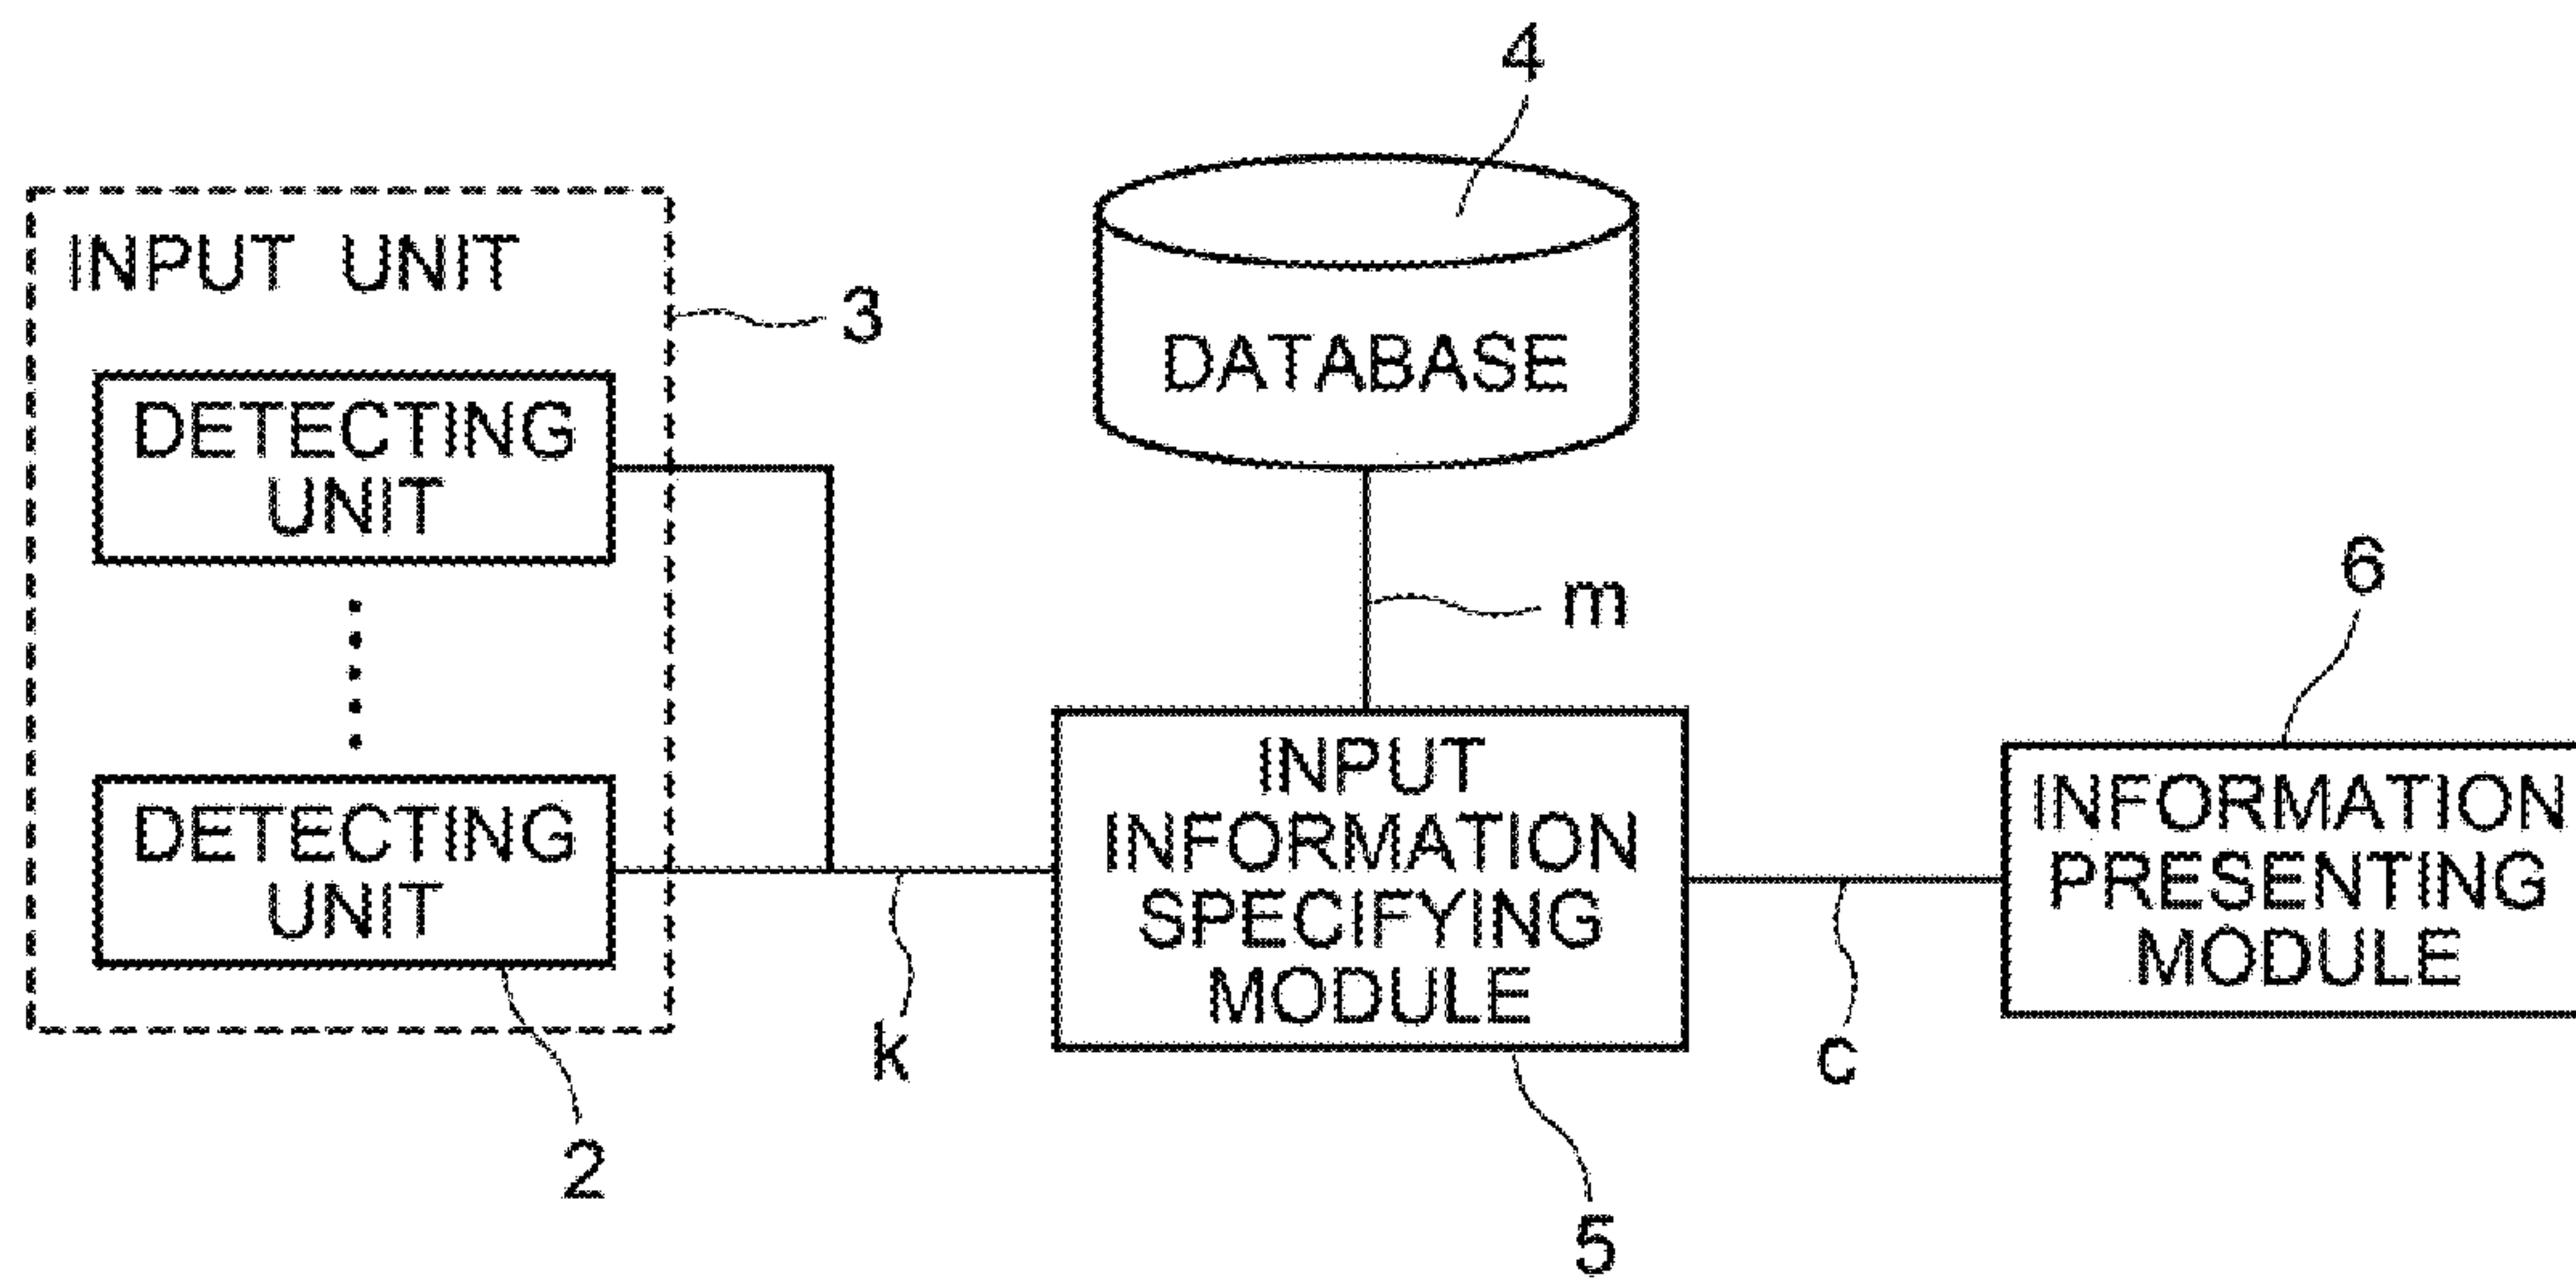 4
INPUT UNIT
3
DETECTING
UNIT
DATABASE
m
6
DETECTING
UNIT
INPUT
INFORMATION
SPECIFYING
MODULE
INFORMATION
PRESENTING
MODULE
k
c
2
5